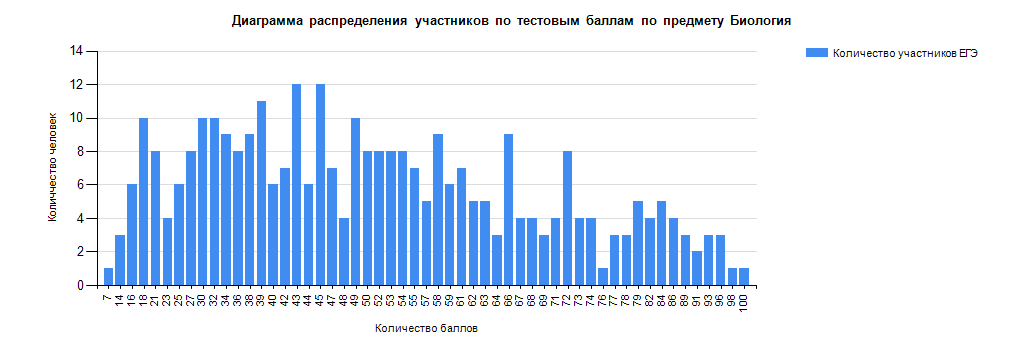 Диаграмма распределения участников по тестовым баллам по предмету Биология
Количество участников ЕГЭ
Количество человек
14
12
10
8
6
4
2
0
7 14 16 18 21 23 25 27 30 32 34 36 38 39 40 42 43 44 45 47 48 49 50 52 53 54 55 57 58 59 61 62 63 64 66 67 68 69 71 72 73 74 76 77 78 79 82 84 86 89 91 93 96 98 100
Количество баллов